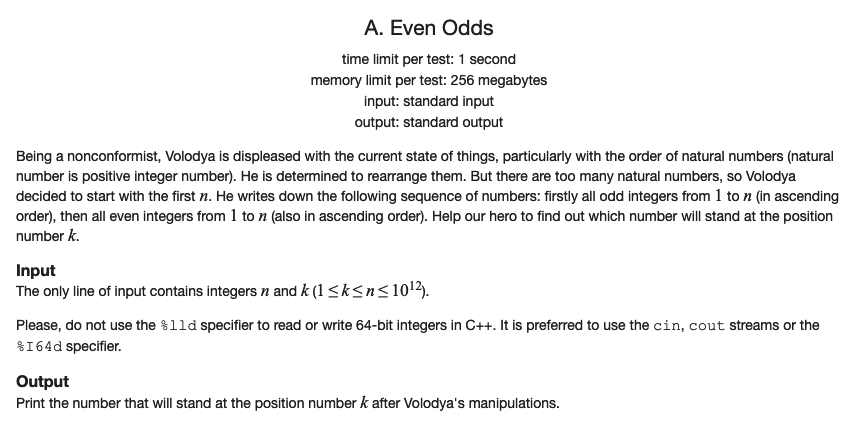 A. Even Odds
time limit per test: 1 second
memory limit per test: 256 megabytes
input: standard input
output: standard output
Being a nonconformist, Volodya is displeased with the current state of things, particularly with the order of natural numbers (natural
number is positive integer number). He is determined to rearrange them. But there are too many natural numbers, so Volodya
decided to start with the first n. He writes down the following sequence of numbers: firstly all odd integers from 1 to n (in ascending
order), then all even integers from 1 to n (also in ascending order). Help our hero to find out which number will stand at the position
number k.
Input
The only line of input contains integers n and k (1 ≤ k ≤ n ≤ 10¹²).
Please, do not use the %lld specifier to read or write 64-bit integers in C++. It is preferred to use the cin, cout streams or the
%I64d specifier.
Output
Print the number that will stand at the position number k after Volodya's manipulations.